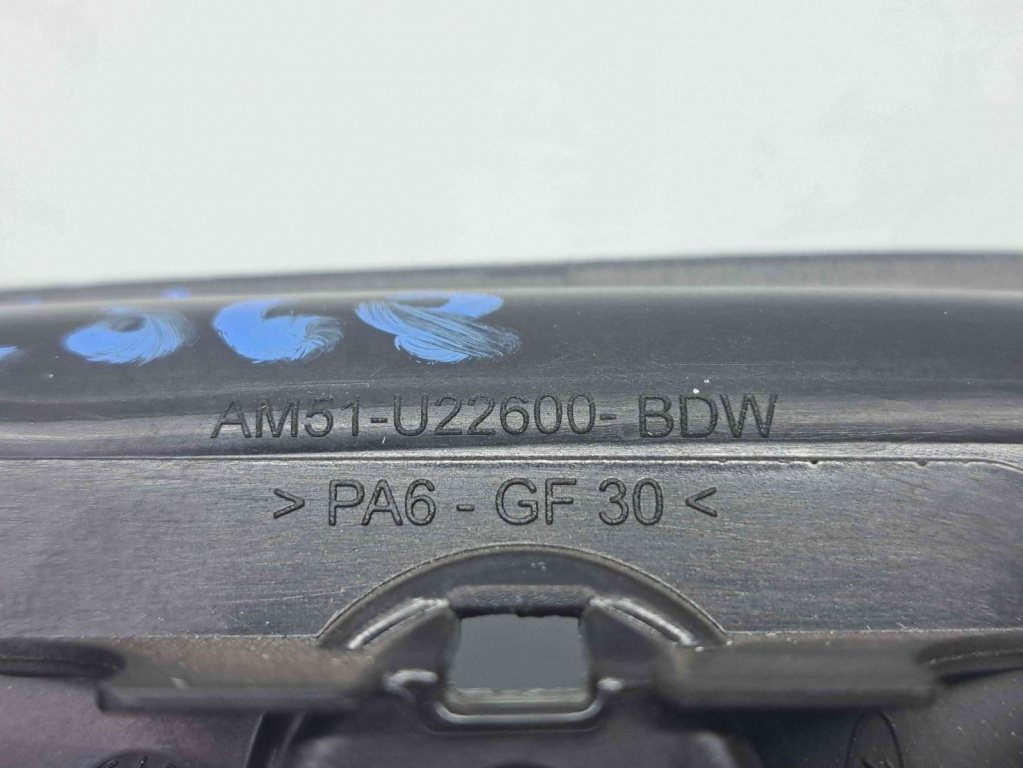 AM51-U22600-BDW
> PA6 - GF 30 <